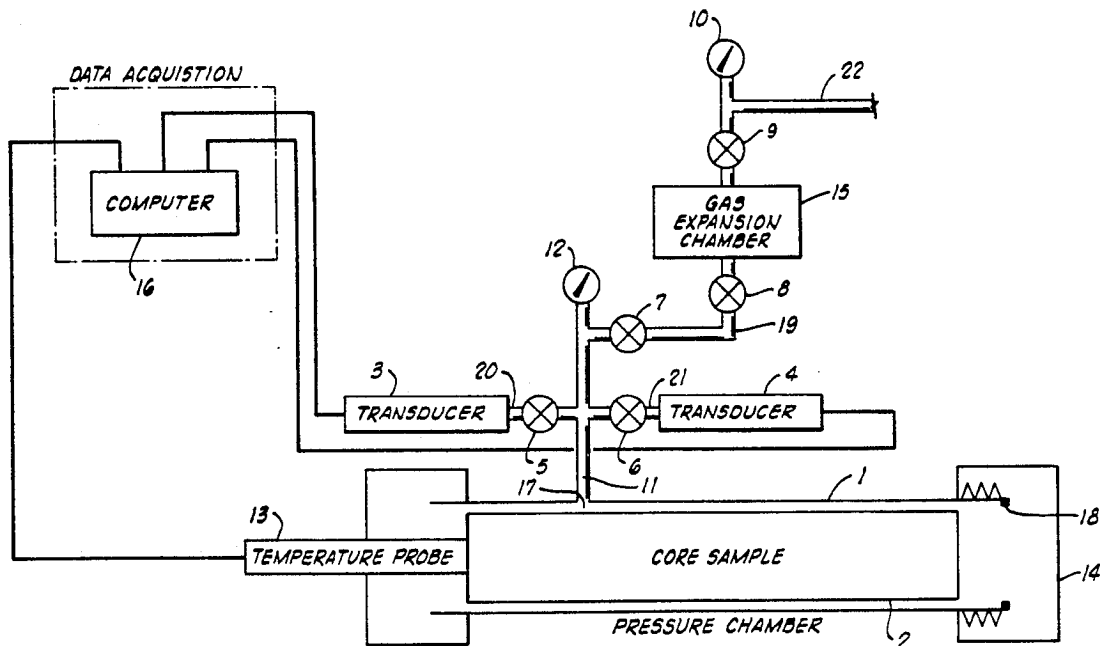 10
DATA ACQUISTION
22
9
COMPUTER
GAS
EXPANSION
CHAMBER
15
16
12
7
8
19
3
20
21
4
TRANSDUCER
TRANSDUCER
5
6
17
11
1
18
13
TEMPERATURE PROBE
CORE SAMPLE
14
PRESSURE CHAMBER
2